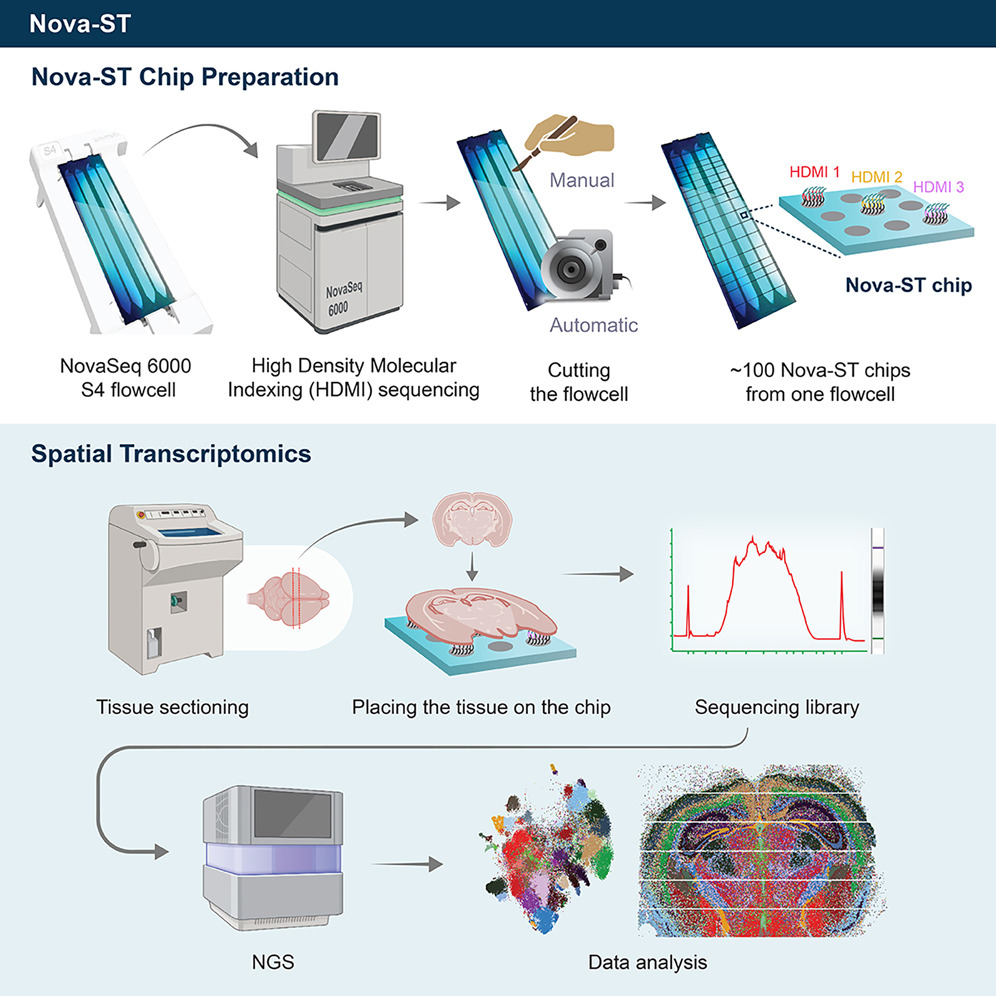 Nova-ST
Nova-ST Chip Preparation
S4
NovaSeq
6000
Manual
Automatic
HDMI 1
HDMI 2
HDMI 3
Nova-ST chip
NovaSeq 6000
S4 flowcell
High Density Molecular
Indexing (HDMI) sequencing
Cutting
the flowcell
~100 Nova-ST chips
from one flowcell
Spatial Transcriptomics
Tissue sectioning
Placing the tissue on the chip
Sequencing library
NGS
Data analysis